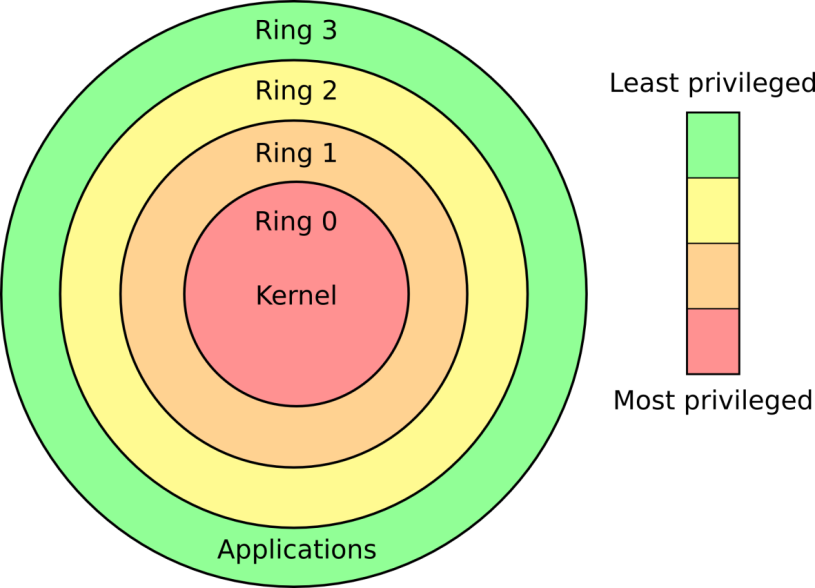 Ring 3
Ring 2
Ring 1
Ring 0
Kernel
Applications
Least privileged
Most privileged